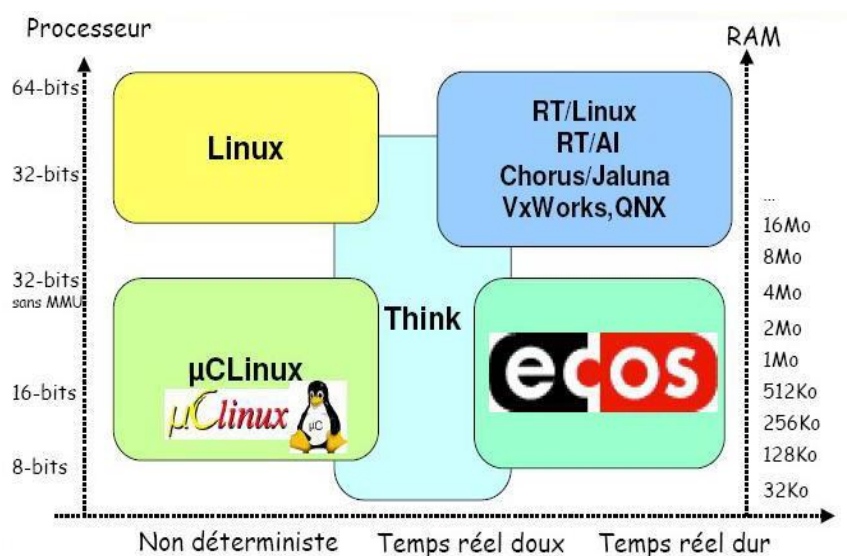 Processeur
RAM
64-bits
32-bits
32-bits
sans MMU
16-bits
8-bits
Linux
RT/Linux
RT/AI
Chorus/Jaluna
VxWorks,QNX
Think
µCLinux
µClinux
µC
ecos
...
16Mo
8Mo
4Mo
2Mo
1Mo
512Ko
256Ko
128Ko
32Ko
Non déterministe
Temps réel doux
Temps réel dur